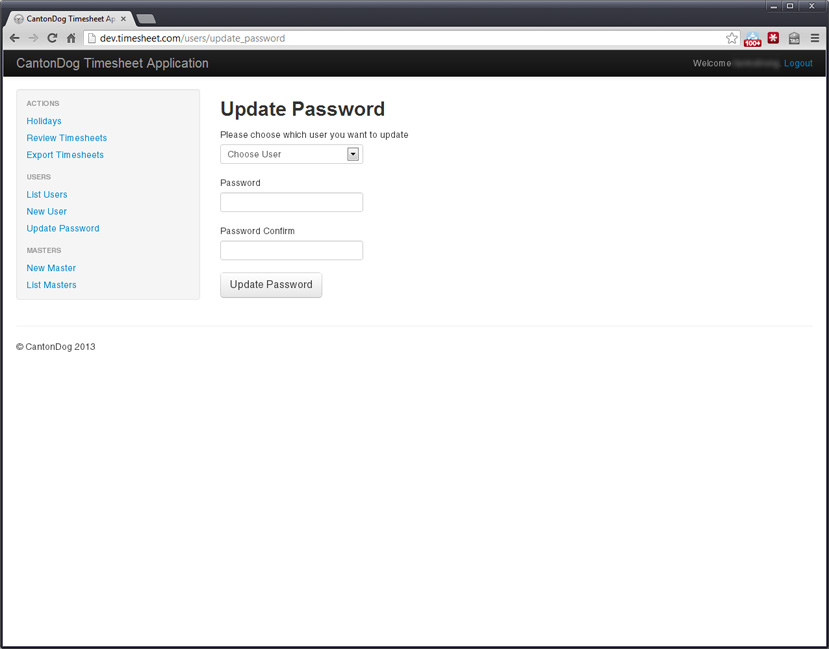 CantonDog Timesheet Ap
dev.timesheet.com/users/update_password
100+
CantonDog Timesheet Application
Welcome
Logout
ACTIONS
Holidays
Review Timesheets
Export Timesheets
USERS
List Users
New User
Update Password
MASTERS
New Master
List Masters
Update Password
Please choose which user you want to update
Choose User
Password
Password Confirm
Update Password
© CantonDog 2013